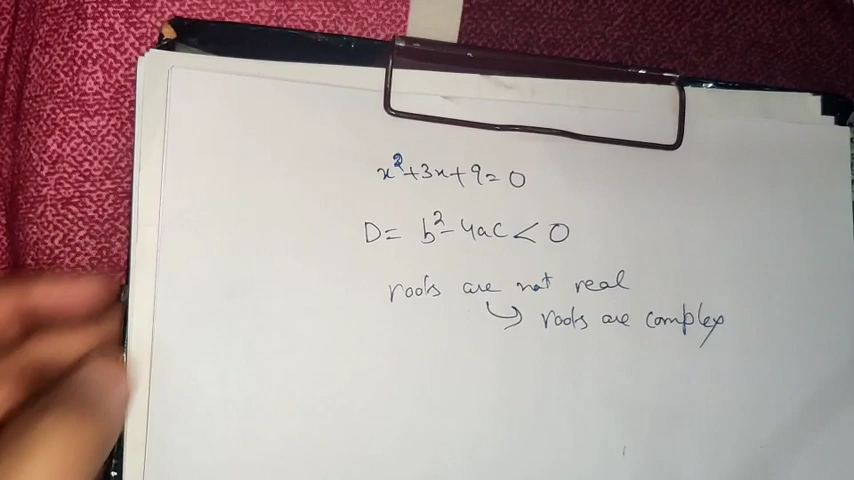 x²+3x+9=0
D= b²-4ac<0
roots are not real
↳ roots are complex